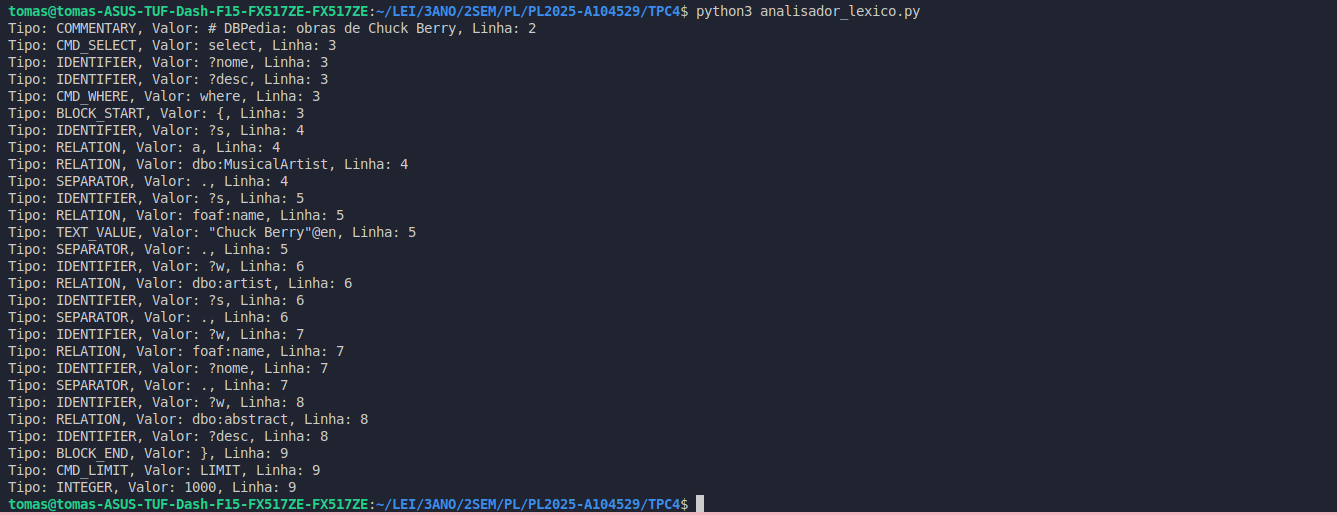 tomas@tomas-ASUS-TUF-Dash-F15-FX517ZE-FX517ZE:~/LEI/3ANO/2SEM/PL/PL2025-A104529/TPC4$ python3 analisador_lexico.py
Tipo: COMMENTARY, Valor: # DBPedia: obras de Chuck Berry, Linha: 2
Tipo: CMD_SELECT, Valor: select, Linha: 3
Tipo: IDENTIFIER, Valor: ?nome, Linha: 3
Tipo: IDENTIFIER, Valor: ?desc, Linha: 3
Tipo: CMD_WHERE, Valor: where, Linha: 3
Tipo: BLOCK_START, Valor: {, Linha: 3
Tipo: IDENTIFIER, Valor: ?s, Linha: 4
Tipo: RELATION, Valor: a, Linha: 4
Tipo: RELATION, Valor: dbo:MusicalArtist, Linha: 4
Tipo: SEPARATOR, Valor: ., Linha: 4
Tipo: IDENTIFIER, Valor: ?s, Linha: 5
Tipo: RELATION, Valor: foaf:name, Linha: 5
Tipo: TEXT_VALUE, Valor: "Chuck Berry"@en, Linha: 5
Tipo: SEPARATOR, Valor: ., Linha: 5
Tipo: IDENTIFIER, Valor: ?w, Linha: 6
Tipo: RELATION, Valor: dbo:artist, Linha: 6
Tipo: IDENTIFIER, Valor: ?s, Linha: 6
Tipo: SEPARATOR, Valor: ., Linha: 6
Tipo: IDENTIFIER, Valor: ?w, Linha: 7
Tipo: RELATION, Valor: foaf:name, Linha: 7
Tipo: IDENTIFIER, Valor: ?nome, Linha: 7
Tipo: SEPARATOR, Valor: ., Linha: 7
Tipo: IDENTIFIER, Valor: ?w, Linha: 8
Tipo: RELATION, Valor: dbo:abstract, Linha: 8
Tipo: IDENTIFIER, Valor: ?desc, Linha: 8
Tipo: BLOCK_END, Valor: }, Linha: 9
Tipo: CMD_LIMIT, Valor: LIMIT, Linha: 9
Tipo: INTEGER, Valor: 1000, Linha: 9
tomas@tomas-ASUS-TUF-Dash-F15-FX517ZE-FX517ZE:~/LEI/3ANO/2SEM/PL/PL2025-A104529/TPC4$